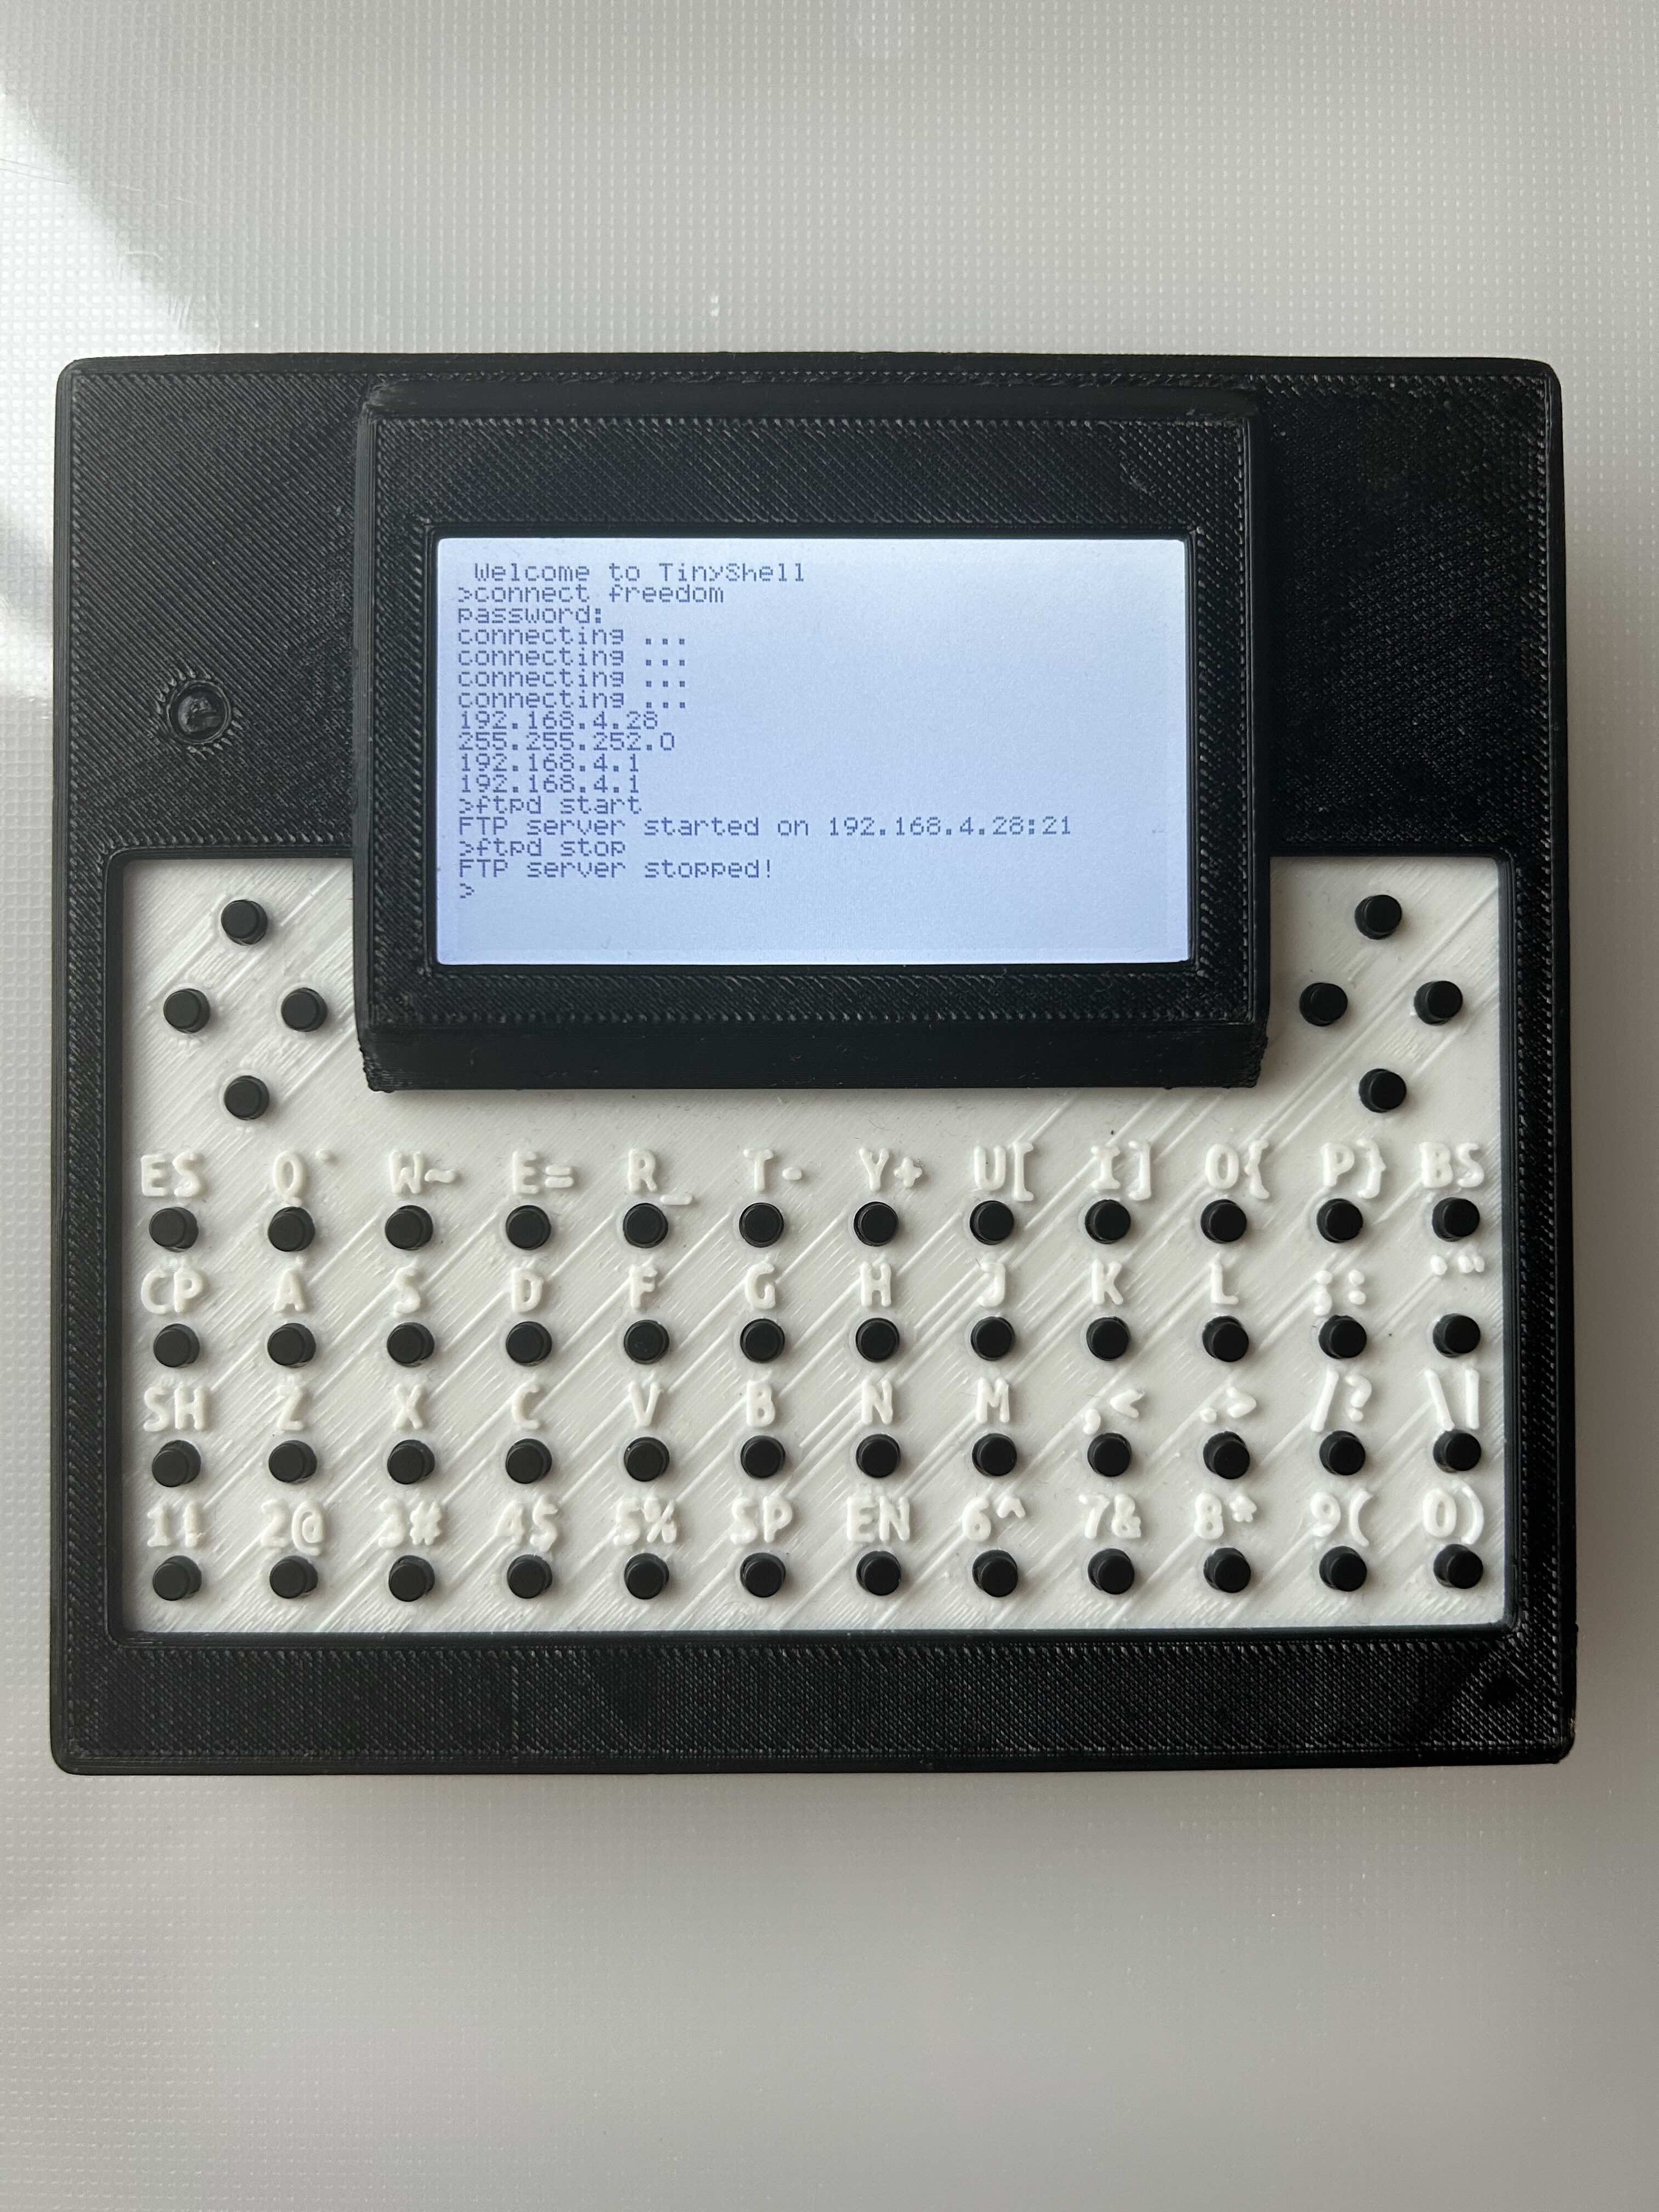 Welcome to TinyShell
>connect freedom
password:
connecting ...
connecting ...
connecting ...
connecting ...
192.168.4.28
255.255.252.0
192.168.4.1
192.168.4.1
>ftpd start
FTP server started on 192.168.4.28:21
>ftpd stop
FTP server stopped!
>
ES Q` W~ E= R_ T- Y+ U[ I] O{ P} BS
CP A S D F G H J K L ;: '"
SH Z X C V B N M ,< .> /? \|
1! 2@ 3# 4$ 5% SP EN 6^ 7& 8* 9( 0)